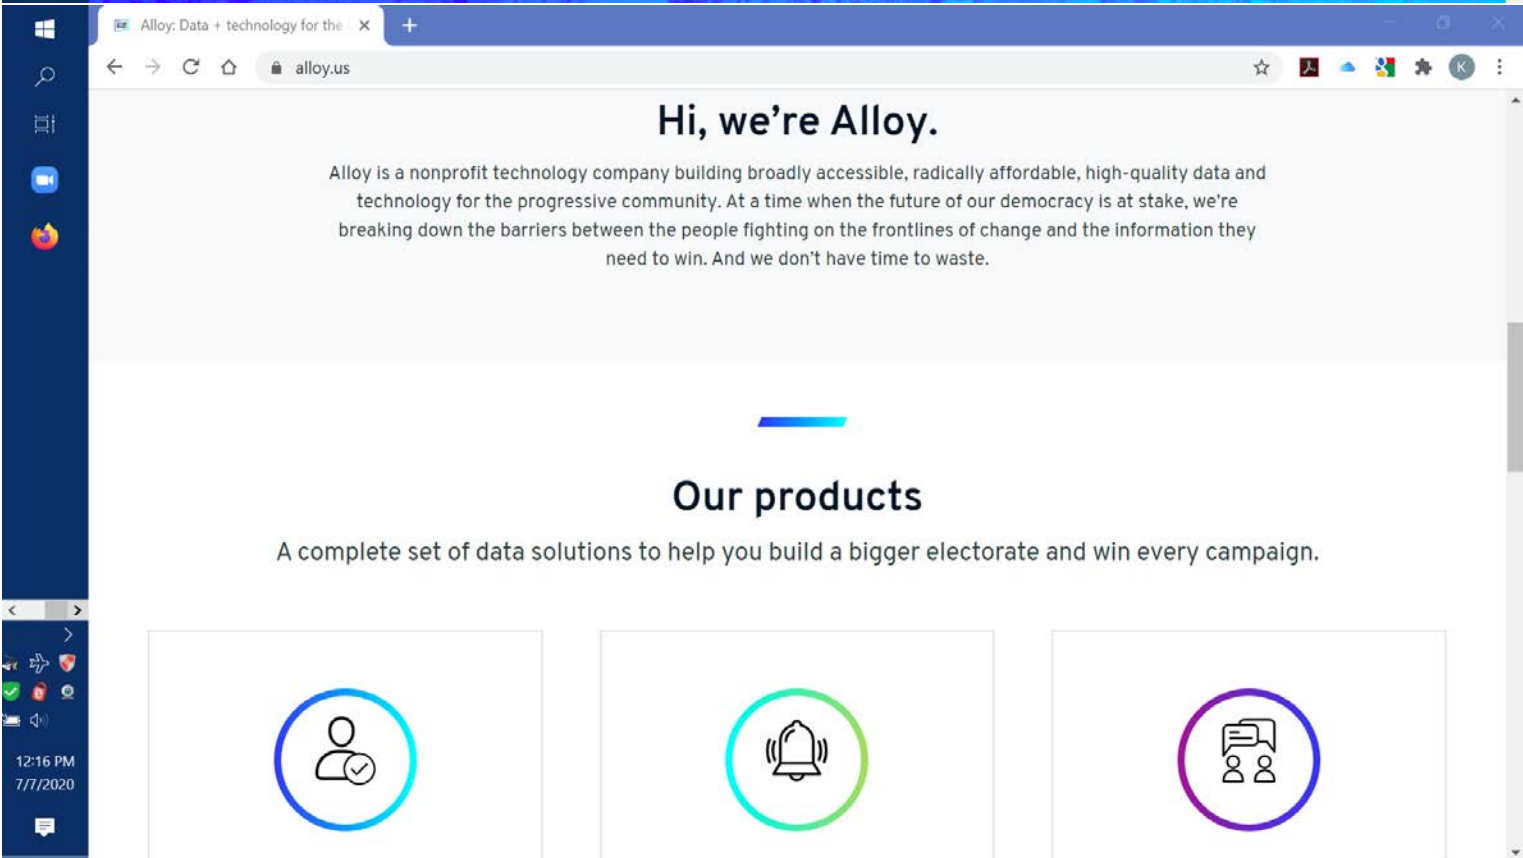 Alloy: Data + technology for the
alloy.us
K
Hi, we're Alloy.
Alloy is a nonprofit technology company building broadly accessible, radically affordable, high-quality data and
technology for the progressive community. At a time when the future of our democracy is at stake, we're
breaking down the barriers between the people fighting on the frontlines of change and the information they
need to win. And we don't have time to waste.
Our products
A complete set of data solutions to help you build a bigger electorate and win every campaign.
12:16 PM
7/7/2020